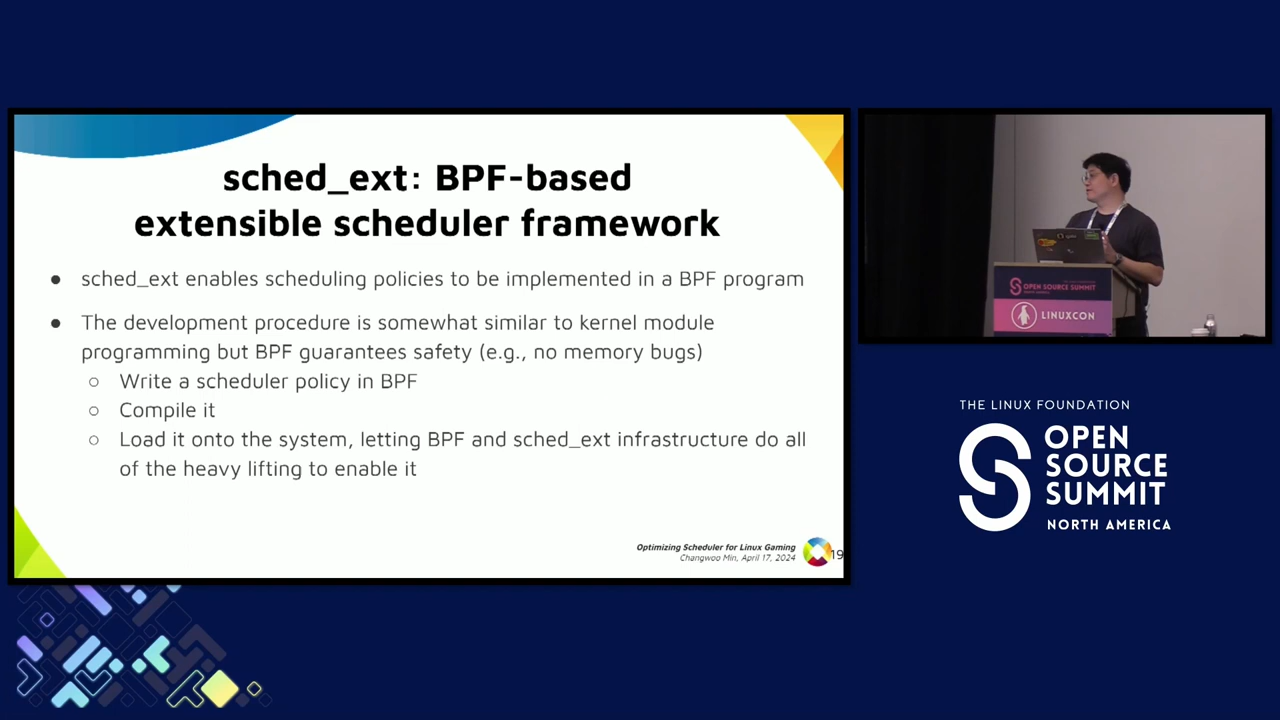 sched_ext: BPF-based
extensible scheduler framework
● sched_ext enables scheduling policies to be implemented in a BPF program
● The development procedure is somewhat similar to kernel module
programming but BPF guarantees safety (e.g., no memory bugs)
○ Write a scheduler policy in BPF
○ Compile it
○ Load it onto the system, letting BPF and sched_ext infrastructure do all
of the heavy lifting to enable it
Optimizing Scheduler for Linux Gaming
Changwoo Min, April 17, 2024
19
OPEN SOURCE SUMMIT
LINUXCON
THE LINUX FOUNDATION
OPEN
SOURCE
SUMMIT
NORTH AMERICA